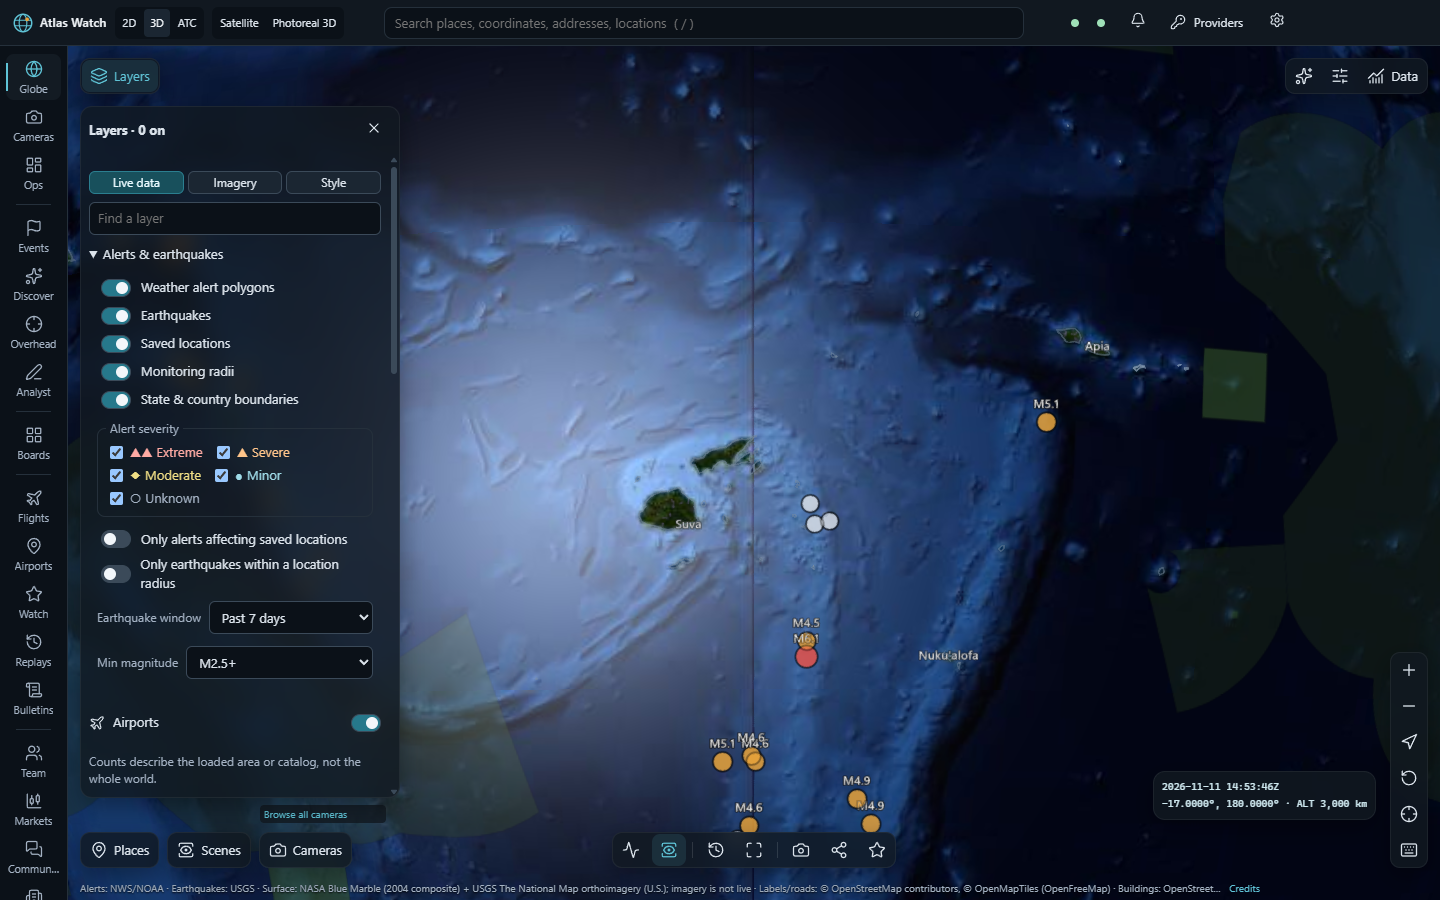 Atlas Watch
2D 3D ATC
Satellite Photoreal 3D
Search places, coordinates, addresses, locations ( / )
Providers
Globe
Cameras
Ops
Events
Discover
Overhead
Analyst
Boards
Flights
Airports
Watch
Replays
Bulletins
Team
Markets
Commun...
Layers
Data
Layers · 0 on
Live data Imagery Style
Find a layer
Alerts & earthquakes
Weather alert polygons
Earthquakes
Saved locations
Monitoring radii
State & country boundaries
Alert severity
Extreme Severe
Moderate Minor
Unknown
Only alerts affecting saved locations
Only earthquakes within a location
radius
Earthquake window Past 7 days
Min magnitude M2.5+
Airports
Counts describe the loaded area or catalog, not the
whole world.
Browse all cameras
Places Scenes Cameras
Apia
M5.1
Suva
M4.5
M6.1
Nuku'alofa
M5.1 M4.6
M4.6
M4.9
M4.6 M4.9
2026-11-11 14:53:46Z
-17.0000°, 180.0000° · ALT 3,000 km
Alerts: NWS/NOAA · Earthquakes: USGS · Surface: NASA Blue Marble (2004 composite) + USGS The National Map orthoimagery (U.S.); imagery is not live · Labels/roads: © OpenStreetMap contributors, © OpenMapTiles (OpenFreeMap) · Buildings: OpenStreet... Credits